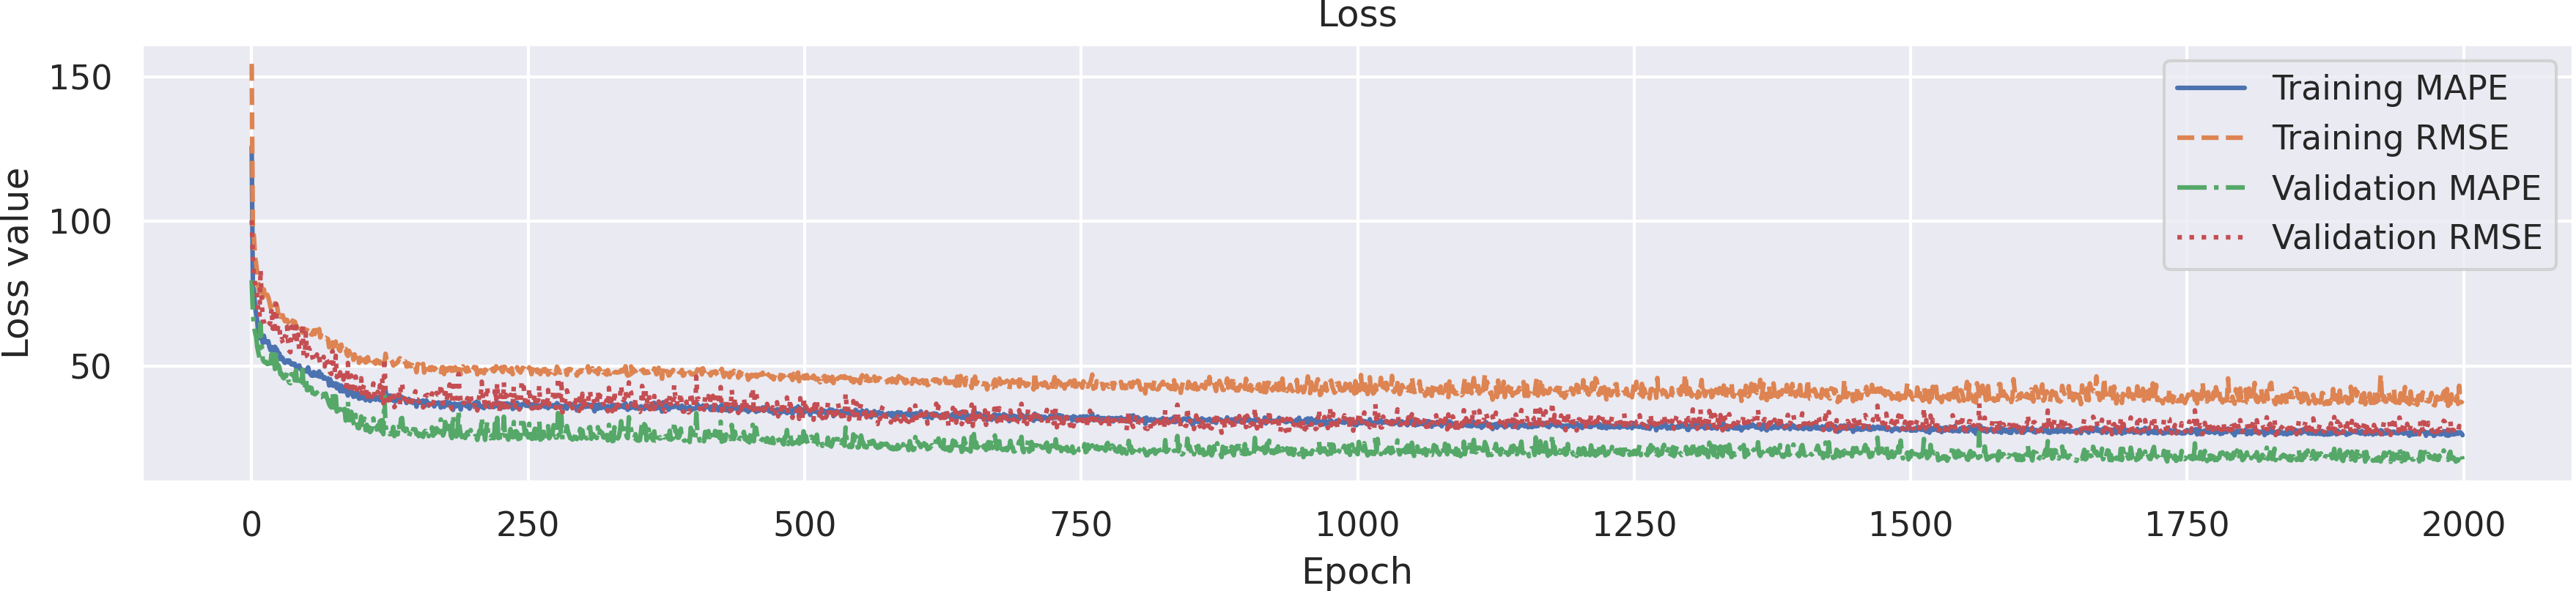 Loss
Loss value
150
100
50
Training MAPE
Training RMSE
Validation MAPE
Validation RMSE
0 250 500 750 1000 1250 1500 1750 2000
Epoch